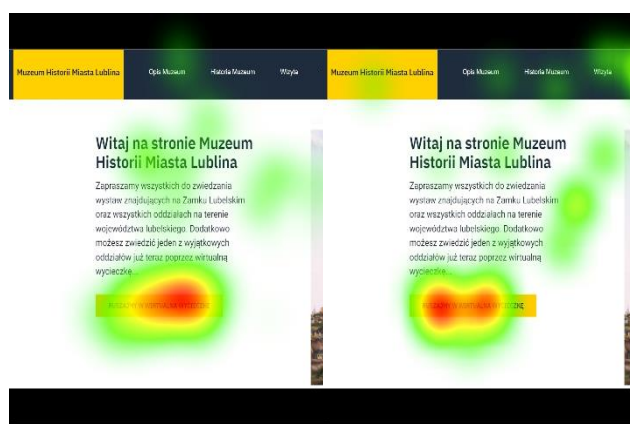 Muzeum Historii Miasta Lublina Opis Muzeum Historia Muzeum Wizyta
Witaj na stronie Muzeum
Historii Miasta Lublina
Zapraszamy wszystkich do zwiedzania
wystaw znajdujących na Zamku Lubelskim
oraz wszystkich oddziałach na terenie
województwa lubelskiego. Dodatkowo
możesz zwiedzić jeden z wyjątkowych
oddziałów już teraz poprzez wirtualną
wycieczkę...
W WIRTUALNĄ WYCIECZKĘ
Muzeum Historii Miasta Lublina Opis Muzeum Historia Muzeum Wizyta
Witaj na stronie Muzeum
Historii Miasta Lublina
Zapraszamy wszystkich do zwiedzania
wystaw znajdujących na Zamku Lubelskim
oraz wszystkich oddziałach na terenie
województwa lubelskiego. Dodatkowo
możesz zwiedzić jeden z wyjątkowych
oddziałów już teraz poprzez wirtualną
wycieczkę...
W WIRTUALNĄ WYCIECZKĘ